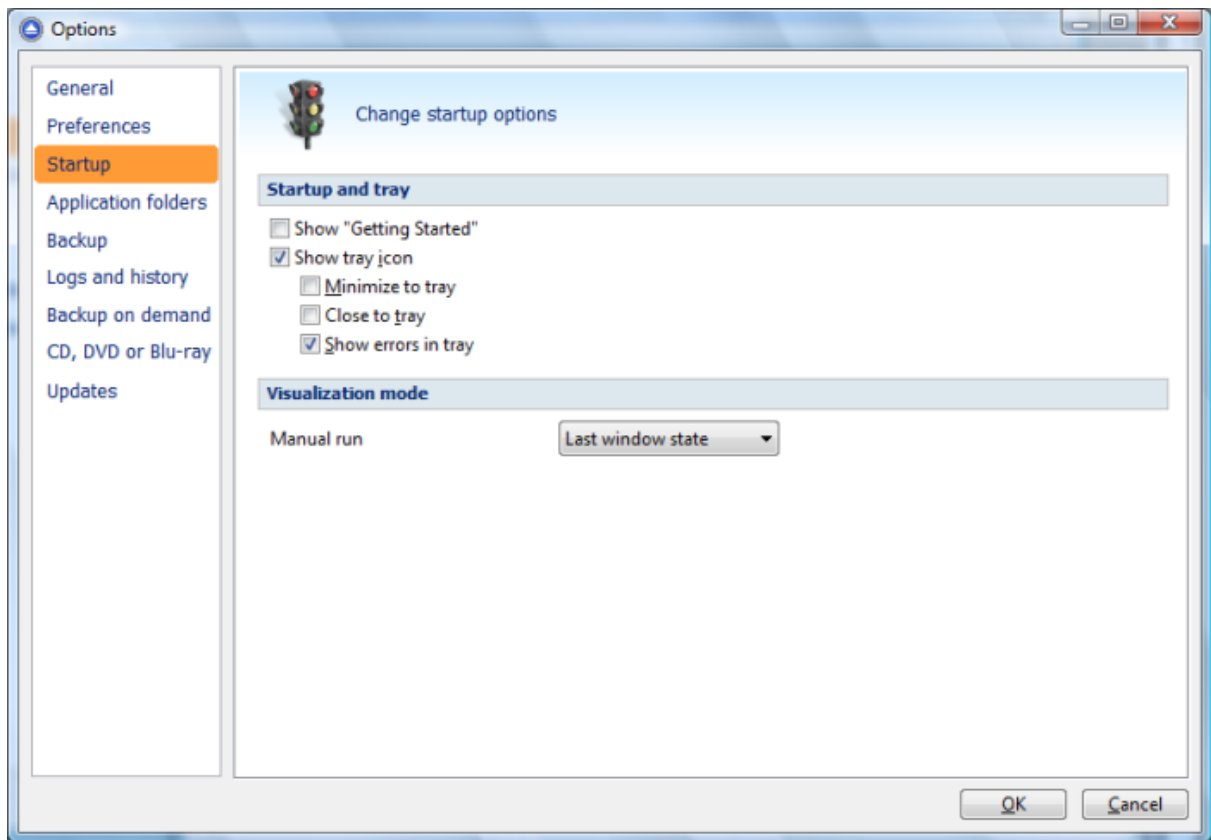 Options
General
Preferences
Startup
Application folders
Backup
Logs and history
Backup on demand
CD, DVD or Blu-ray
Updates
Change startup options
Startup and tray
Show "Getting Started"
Show tray icon
Minimize to tray
Close to tray
Show errors in tray
Visualization mode
Manual run Last window state
OK Cancel